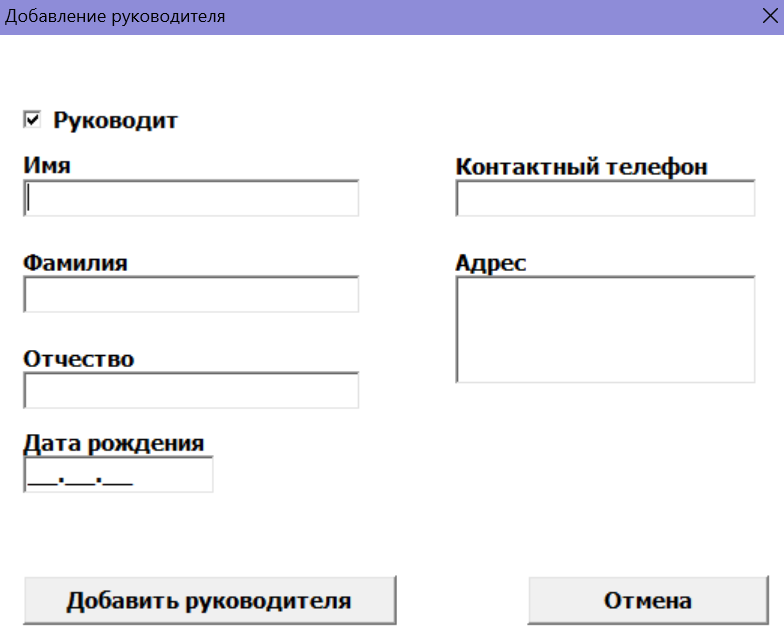 Добавление руководителя
Руководит
Имя
Контактный телефон
Фамилия
Адрес
Отчество
Дата рождения
__.__.__
Добавить руководителя
Отмена